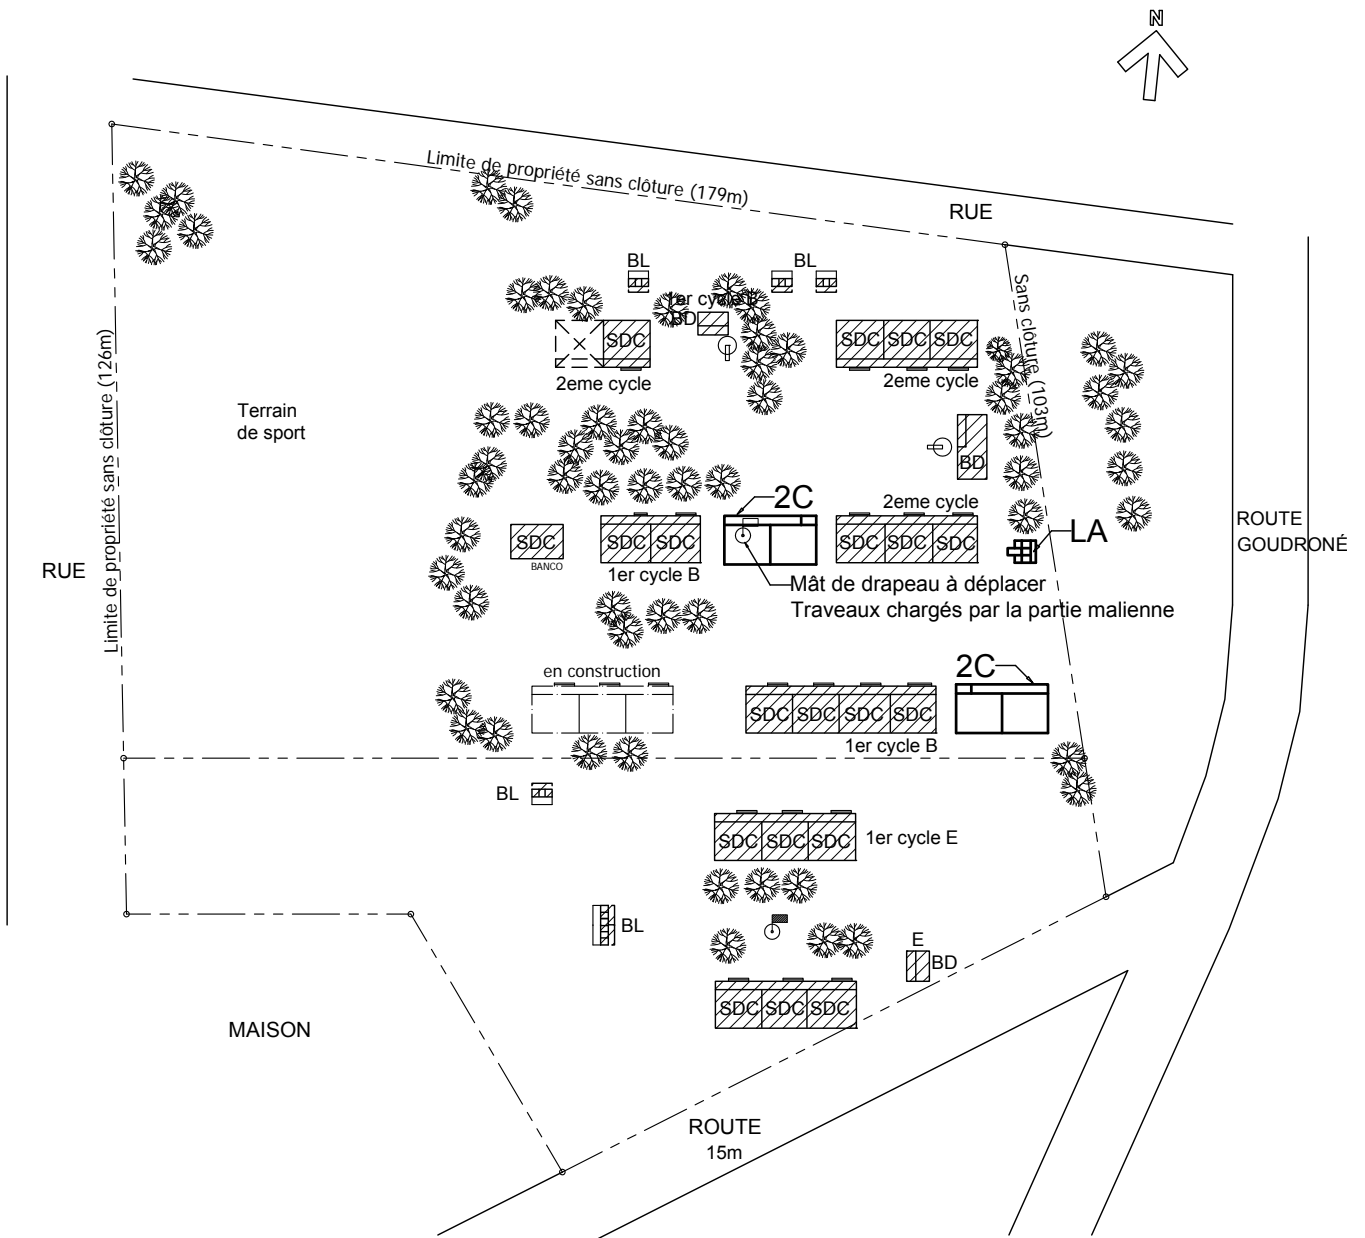 N
Limite de propriété sans clôture (179m)
RUE
BL
BL
1er cycle B
BD
SDC
2eme cycle
SDC
SDC
SDC
2eme cycle
Sans clôture (103m)
Limite de propriété sans clôture (126m)
Terrain
de sport
BD
2C
2eme cycle
ROUTE
GOUDRONÉ
LA
RUE
SDC
BANCO
SDC
SDC
1er cycle B
SDC
SDC
SDC
Mât de drapeau à déplacer
Traveaux chargés par la partie malienne
en construction
2C
SDC
SDC
SDC
SDC
1er cycle B
BL
SDC
SDC
SDC
1er cycle E
BL
E
BD
SDC
SDC
SDC
MAISON
ROUTE
15m